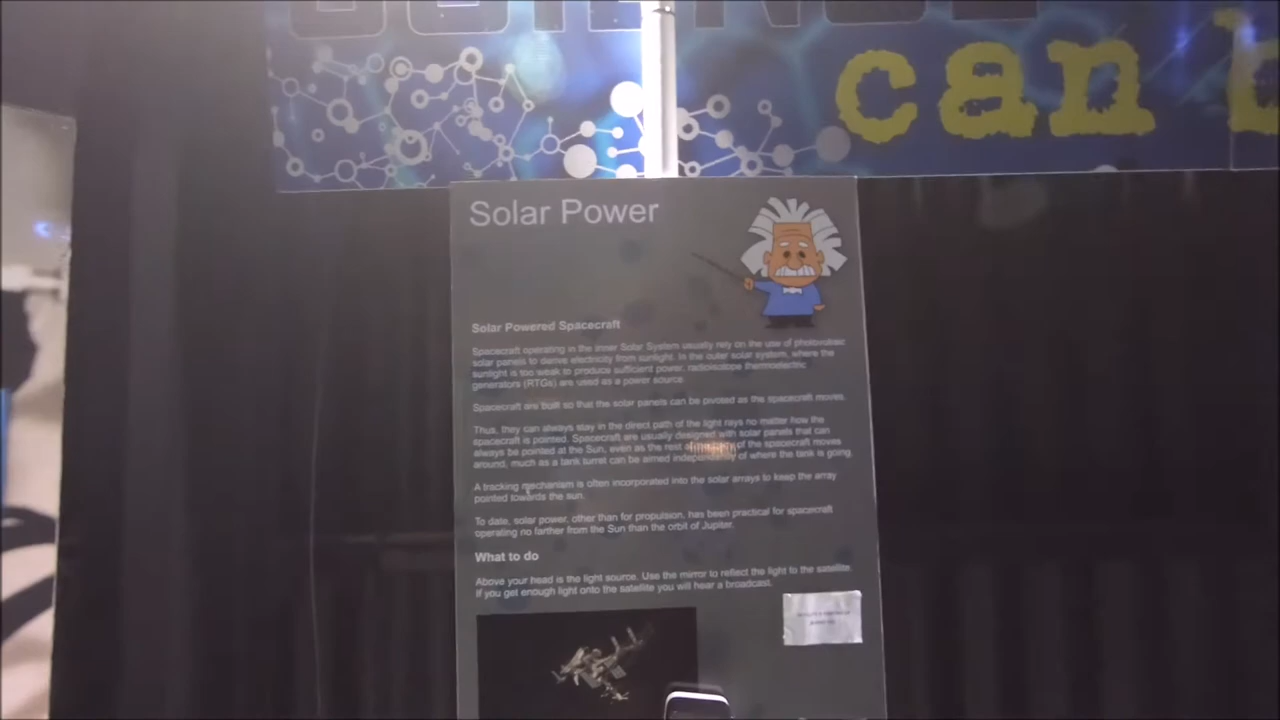 can
Solar Power
Solar Powered Spacecraft
Spacecraft operating in the inner Solar System usually rely on the use of photovoltaic
solar panels to derive electricity from sunlight. In the outer solar system, where the
sunlight is too weak to produce sufficient power, radioisotope thermoelectric
generators (RTGs) are used as a power source.
Spacecraft are built so that the solar panels can be pivoted as the spacecraft moves.
Thus, they can always stay in the direct path of the light rays no matter how the
spacecraft is pointed. Spacecraft are usually designed with solar panels that can
always be pointed at the Sun, even as the rest of the spacecraft moves
around, much as a tank turret can be aimed independently of where the tank is going.
A tracking mechanism is often incorporated into the solar arrays to keep the array
pointed towards the sun.
To date, solar power, other than for propulsion, has been practical for spacecraft
operating no farther from the Sun than the orbit of Jupiter.
What to do
Above your head is the light source. Use the mirror to reflect the light to the satellite.
If you get enough light onto the satellite you will hear a broadcast.